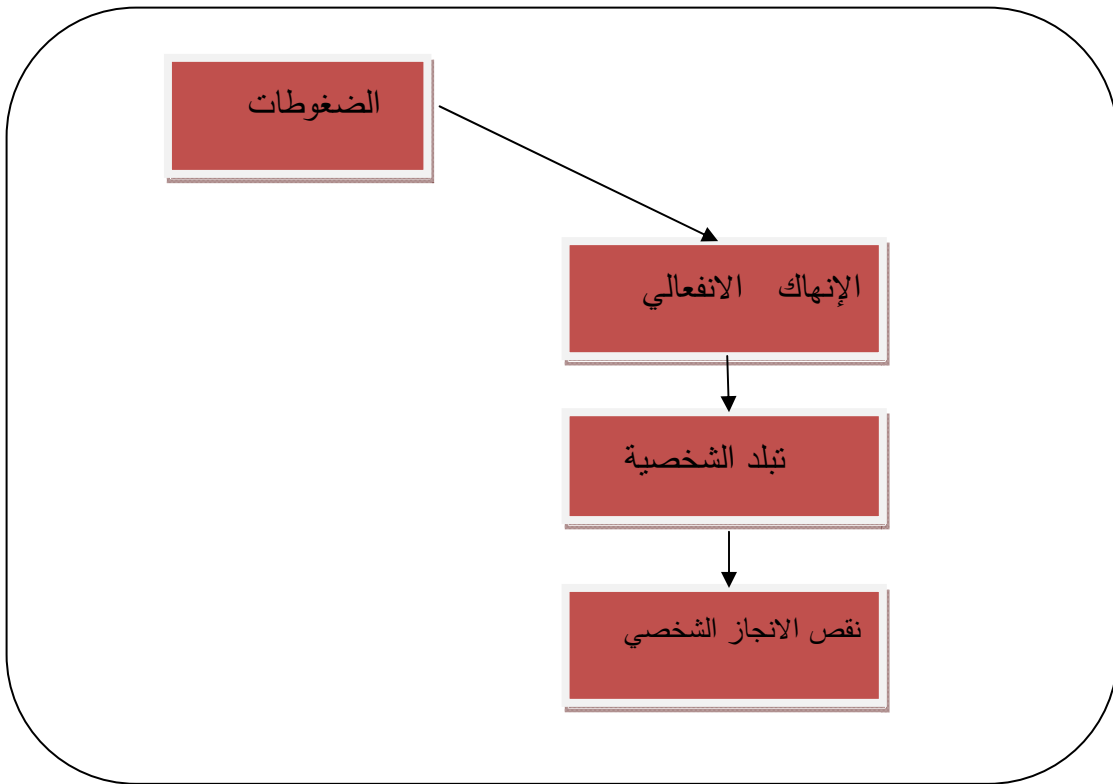 الضغوطات
الإنهاك الانفعالي
تبلد الشخصية
نقص الانجاز الشخصي